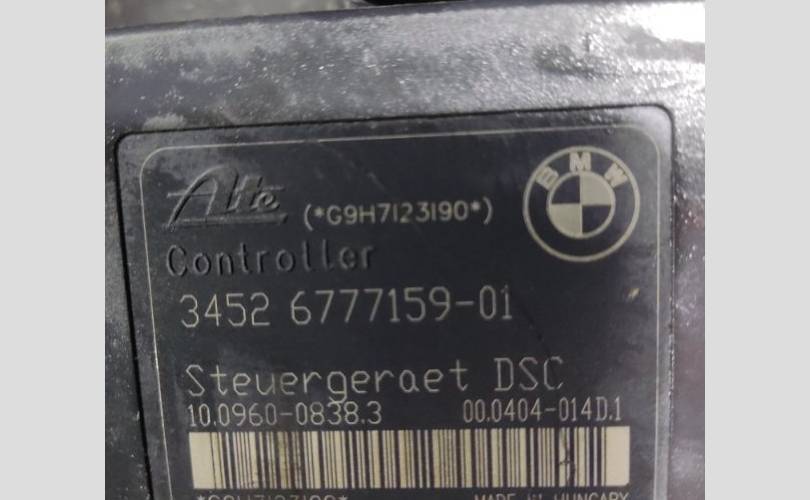 Ate (*G9H7123190*)
BMW
Controller
3452 6777159-01
Steuergeraet DSC
10.0960-0838.3 00.0404-014D.1
*G9H7123190* MADE IN HUNGARY